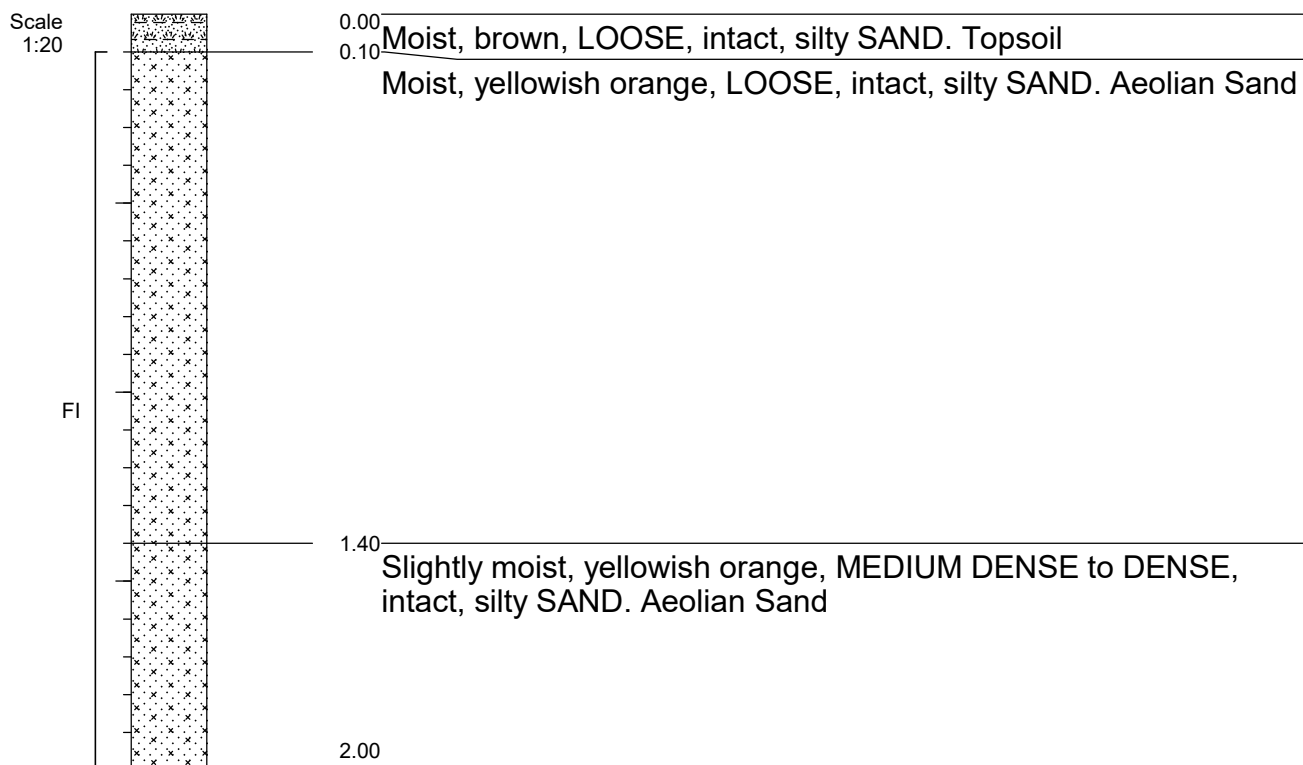 Scale
1:20
0.00
Moist, brown, LOOSE, intact, silty SAND. Topsoil
0.10
Moist, yellowish orange, LOOSE, intact, silty SAND. Aeolian Sand
FI
1.40
Slightly moist, yellowish orange, MEDIUM DENSE to DENSE,
intact, silty SAND. Aeolian Sand
2.00